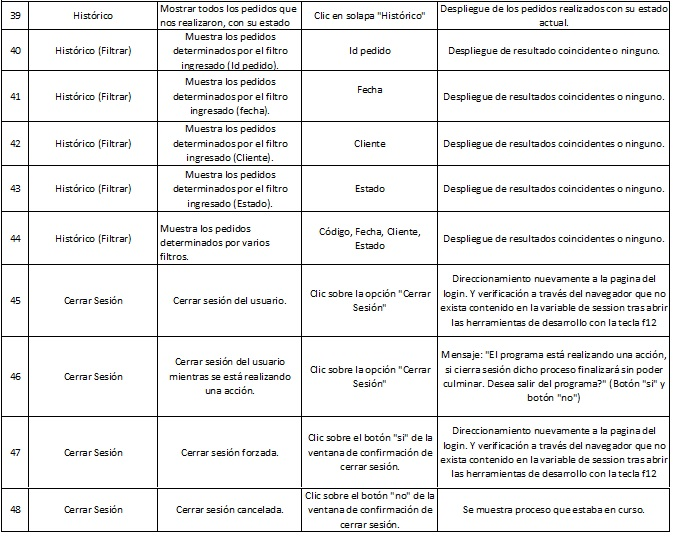 39
Histórico
Mostrar todos los pedidos que
nos realizaron, con su estado
Clic en solapa "Histórico"
Despliegue de los pedidos realizados con su estado
actual.
40
Histórico (Filtrar)
Muestra los pedidos
determinados por el filtro
ingresado (Id pedido).
Id pedido
Despliegue de resultado coincidente o ninguno.
41
Histórico (Filtrar)
Muestra los pedidos
determinados por el filtro
ingresado (fecha).
Fecha
Despliegue de resultados coincidentes o ninguno.
42
Histórico (Filtrar)
Muestra los pedidos
determinados por el filtro
ingresado (Cliente).
Cliente
Despliegue de resultados coincidentes o ninguno.
43
Histórico (Filtrar)
Muestra los pedidos
determinados por el filtro
ingresado (Estado).
Estado
Despliegue de resultados coincidentes o ninguno.
44
Histórico (Filtrar)
Muestra los pedidos
determinados por varios
filtros.
Código, Fecha, Cliente,
Estado
Despliegue de resultados coincidentes o ninguno.
45
Cerrar Sesión
Cerrar sesión del usuario.
Clic sobre la opción "Cerrar
Sesión"
Direccionamiento nuevamente a la pagina del
login. Y verificación a través del navegador que no
exista contenido en la variable de session tras abrir
las herramientas de desarrollo con la tecla f12
46
Cerrar Sesión
Cerrar sesión del usuario
mientras se está realizando
una acción.
Clic sobre la opción "Cerrar
Sesión"
Mensaje: "El programa está realizando una acción,
si cierra sesión dicho proceso finalizará sin poder
culminar. Desea salir del programa?" (Botón "si" y
botón "no")
47
Cerrar Sesión
Cerrar sesión forzada.
Clic sobre el botón "si" de la
ventana de confirmación de
cerrar sesión.
Direccionamiento nuevamente a la pagina del
login. Y verificación a través del navegador que no
exista contenido en la variable de session tras abrir
las herramientas de desarrollo con la tecla f12
48
Cerrar Sesión
Cerrar sesión cancelada.
Clic sobre el botón "no" de la
ventana de confirmación de
cerrar sesión.
Se muestra proceso que estaba en curso.